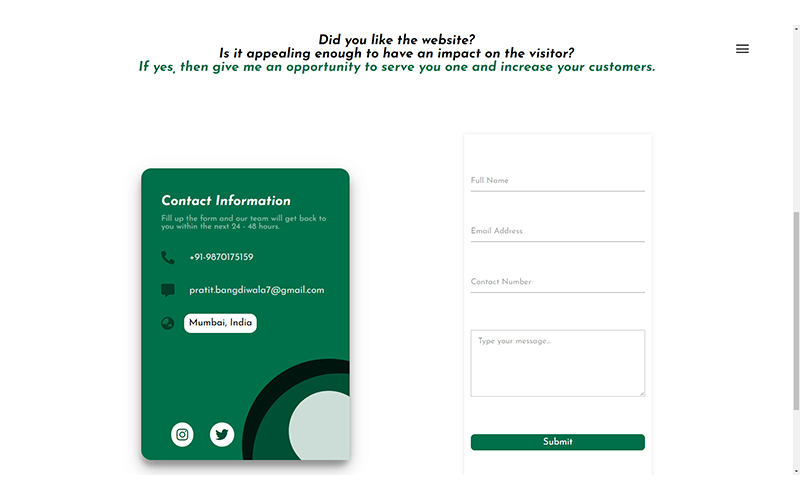 Did you like the website?
Is it appealing enough to have an impact on the visitor?
If yes, then give me an opportunity to serve you one and increase your customers.
Contact Information
Fill up the form and our team will get back to
you within the next 24 - 48 hours.
+91-9870175159
pratit.bangdiwala7@gmail.com
Mumbai, India
Full Name
Email Address
Contact Number
Type your message...
Submit